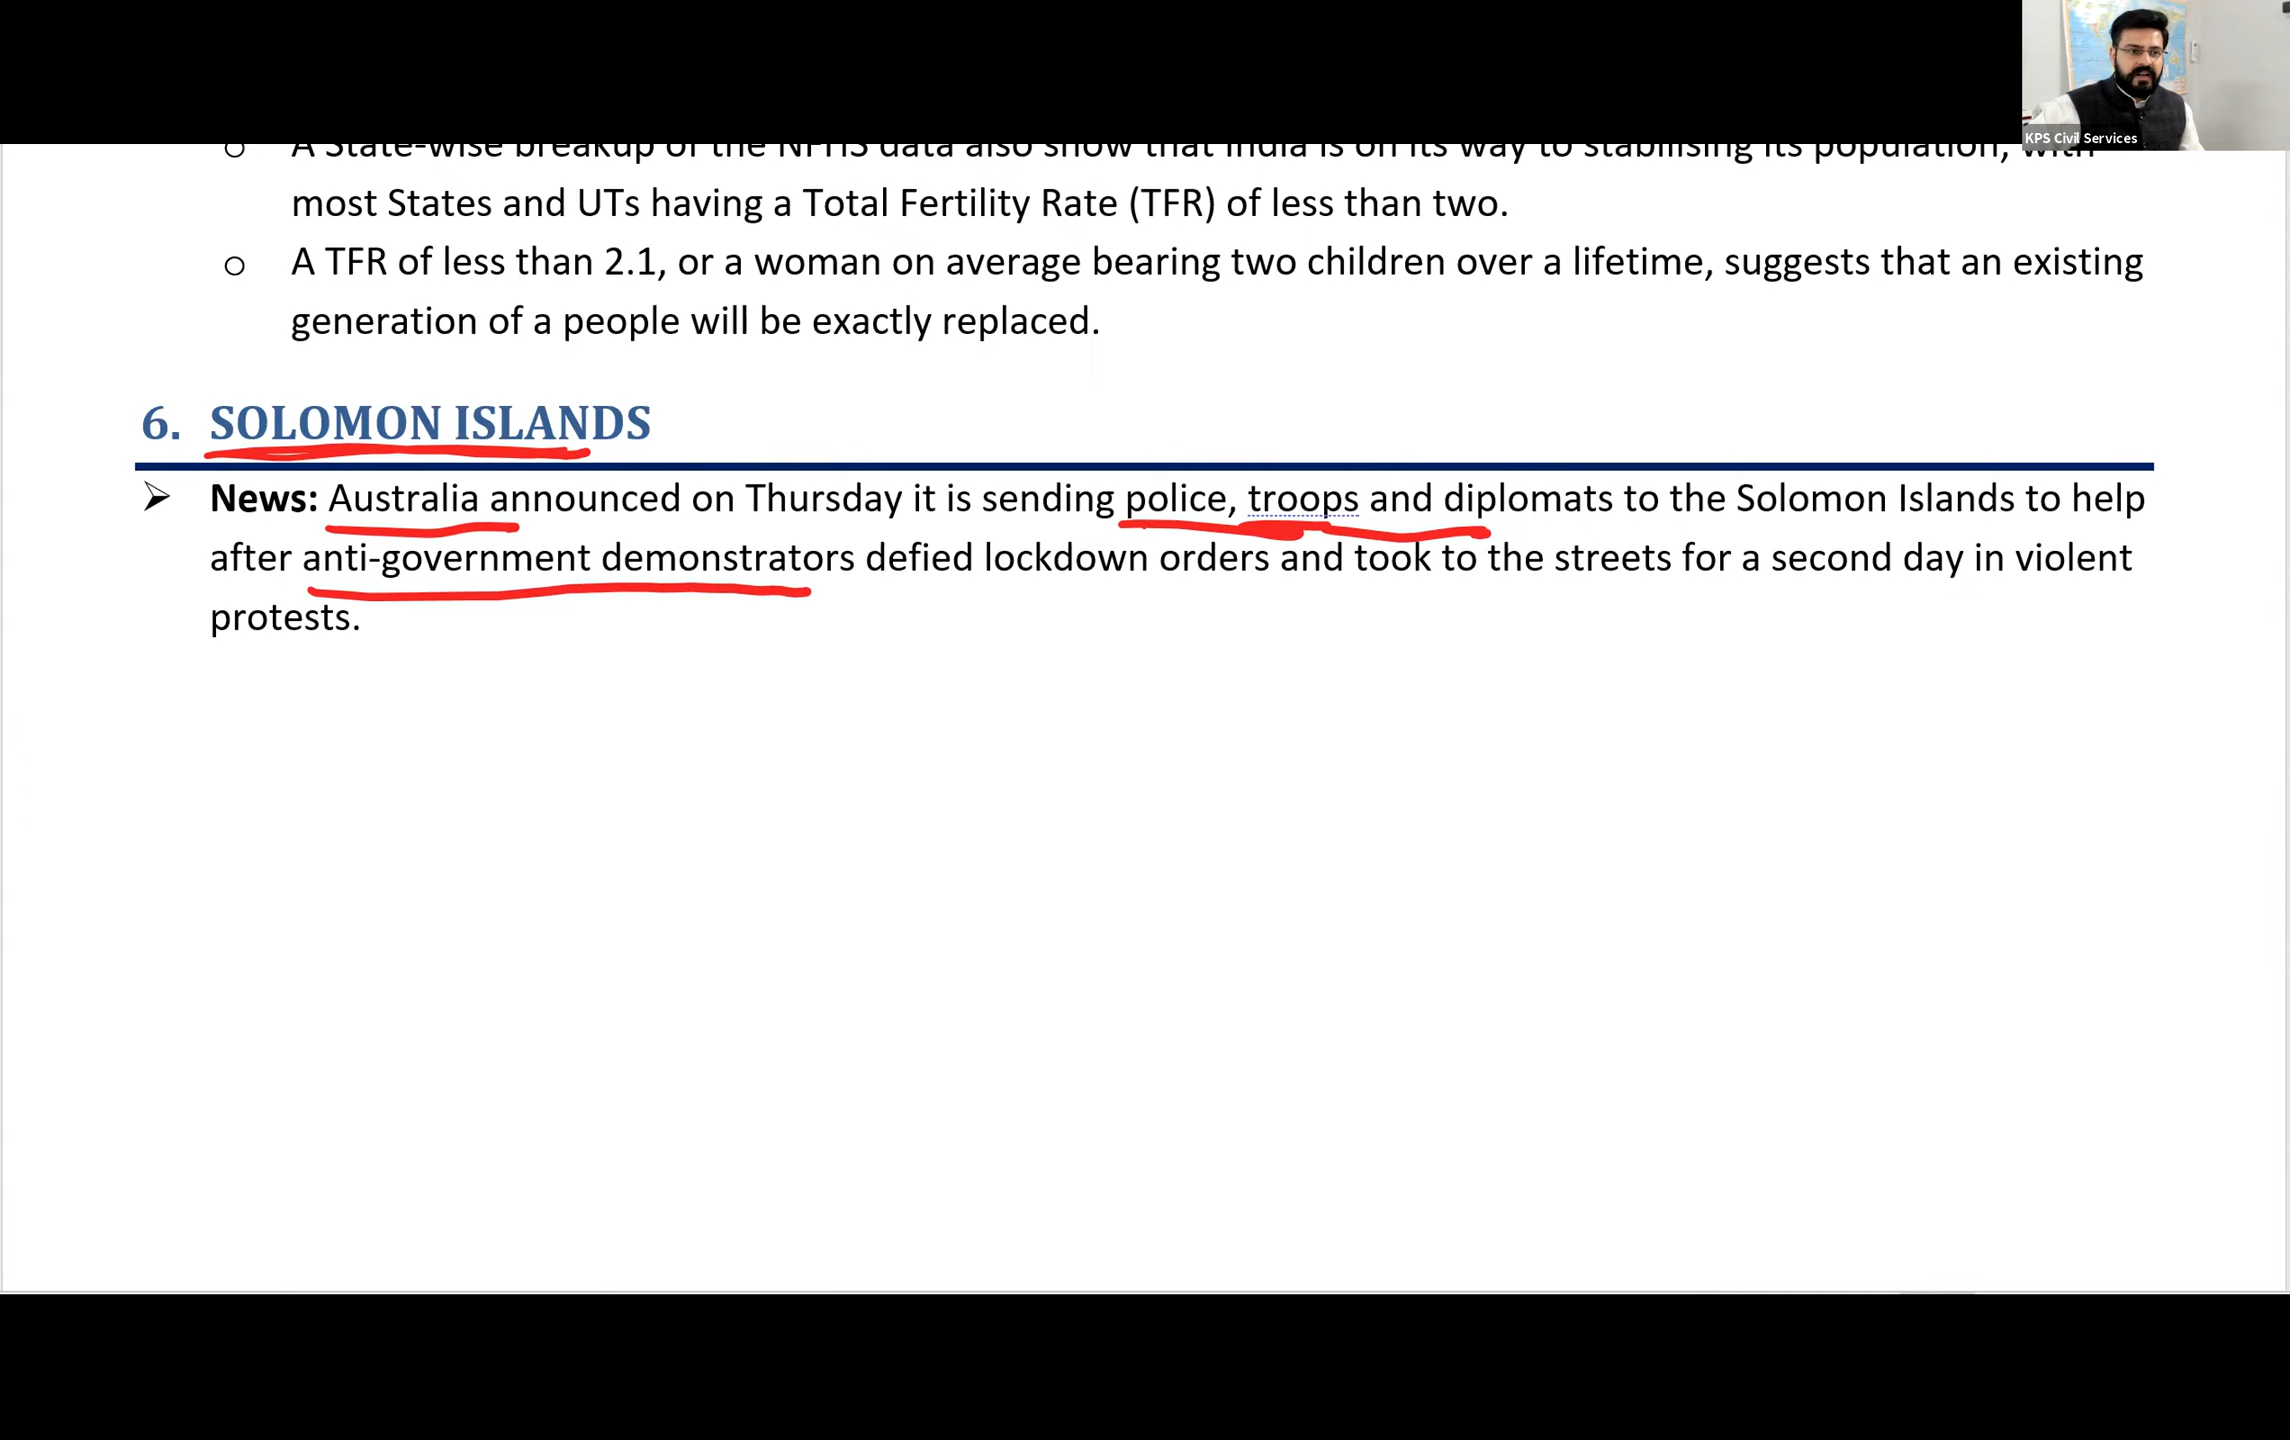 KPS Civil Services
A State-wise breakup of the NFHS data also show that India is on its way to stabilising its population, with
most States and UTs having a Total Fertility Rate (TFR) of less than two.
o A TFR of less than 2.1, or a woman on average bearing two children over a lifetime, suggests that an existing
generation of a people will be exactly replaced.
6. SOLOMON ISLANDS
➢ News: Australia announced on Thursday it is sending police, troops and diplomats to the Solomon Islands to help
after anti-government demonstrators defied lockdown orders and took to the streets for a second day in violent
protests.